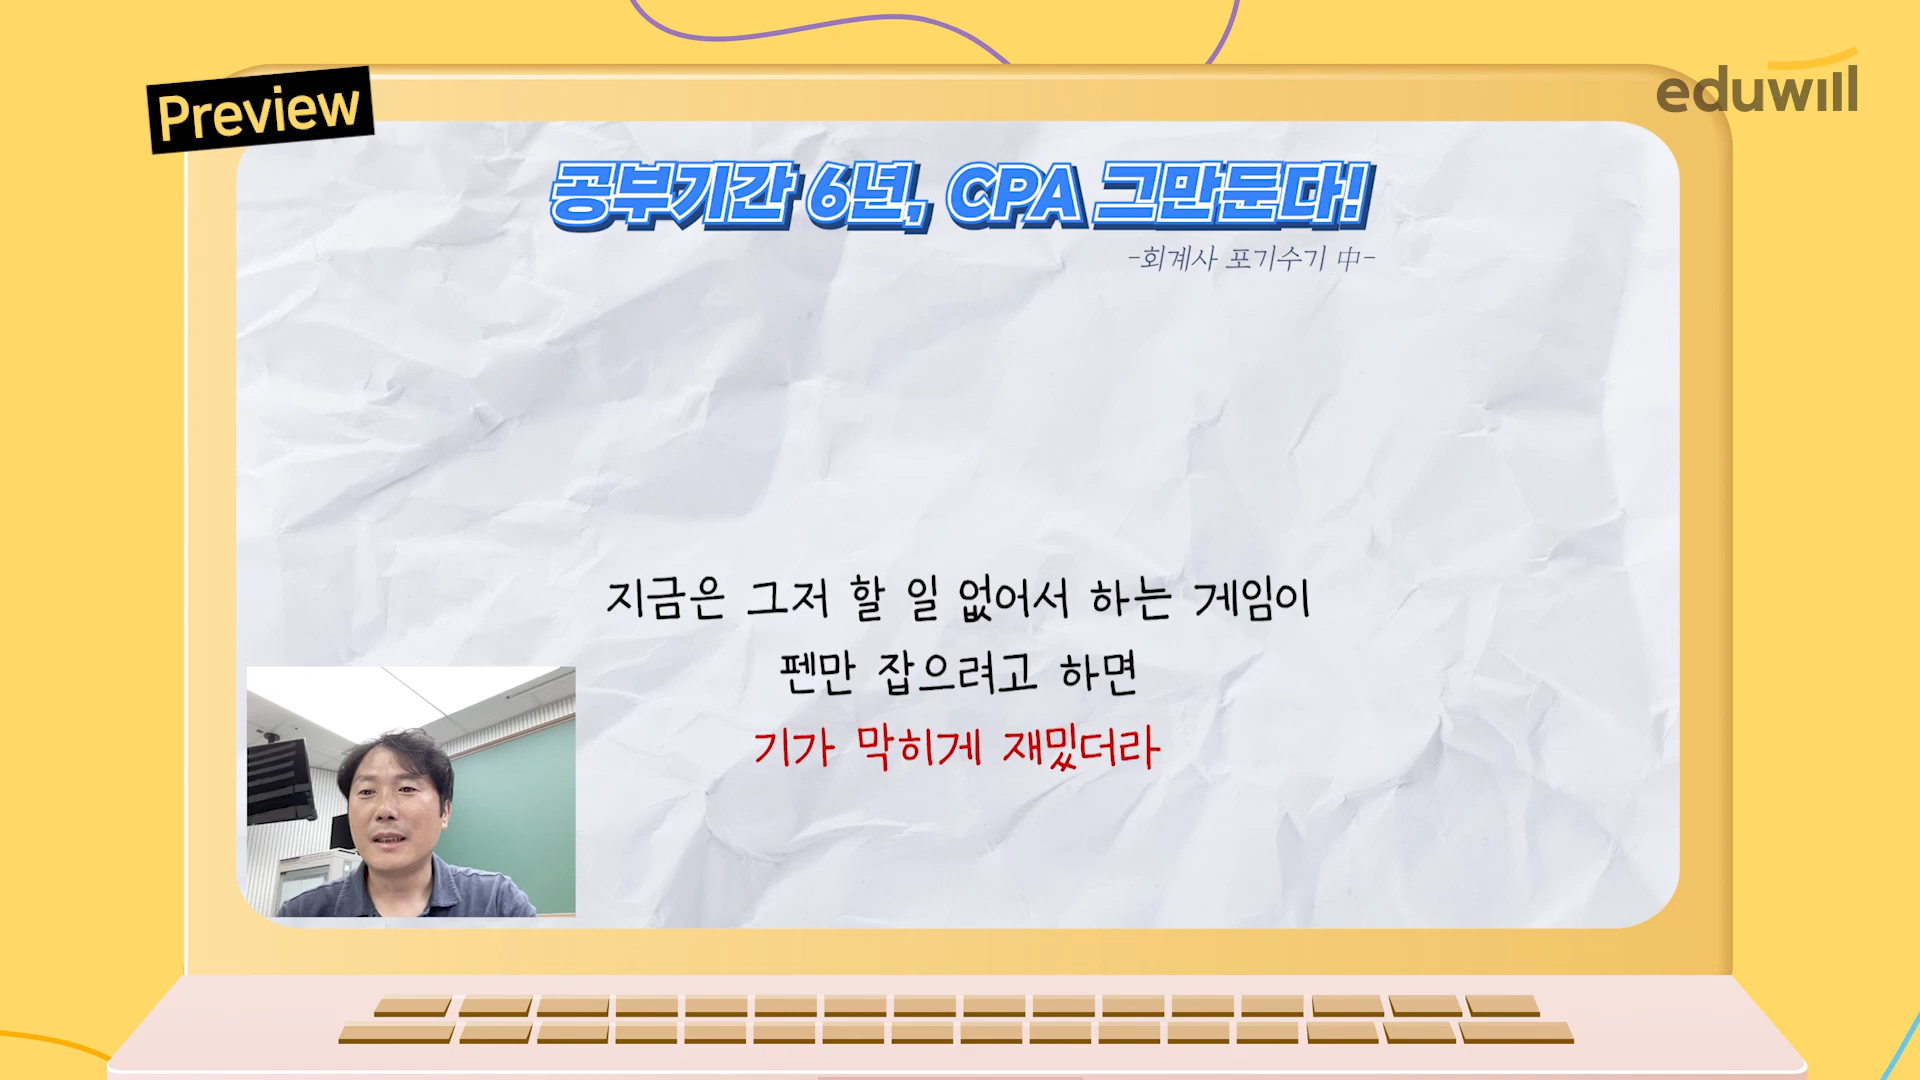 Preview
eduwill
공부기간 6년, CPA 그만둔다!
-회계사 포기수기 中-
지금은 그저 할 일 없어서 하는 게임이
펜만 잡으려고 하면
기가 막히게 재밌더라